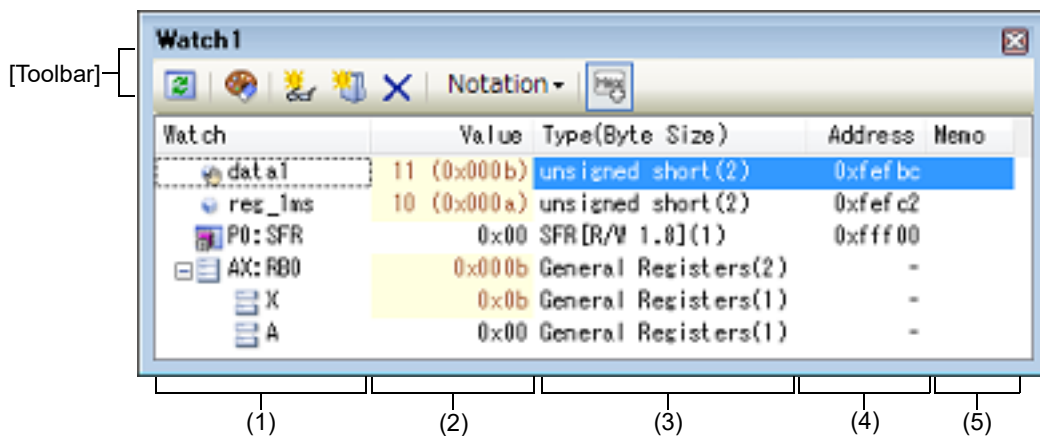 Watch1
[Toolbar]
Notation
Hex
Watch Value Type(Byte Size) Address Memo
data1 11 (0x000b) unsigned short(2) 0xfefbc
reg_1ms 10 (0x000a) unsigned short(2) 0xfefc2
P0:SFR 0x00 SFR[R/W 1.8](1) 0xfff00
AX:RB0 0x000b General Registers(2) -
X 0x0b General Registers(1) -
A 0x00 General Registers(1) -
(1) (2) (3) (4) (5)